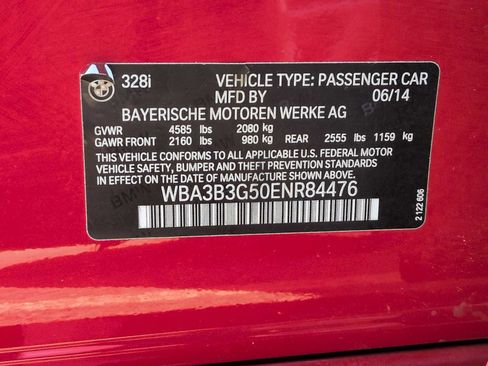 328i VEHICLE TYPE: PASSENGER CAR
MFD BY 06/14
BAYERISCHE MOTOREN WERKE AG
GVWR 4585 lbs 2080 kg
GAWR FRONT 2160 lbs 980 kg REAR 2555 lbs 1159 kg
THIS VEHICLE CONFORMS TO ALL APPLICABLE U.S. FEDERAL MOTOR
VEHICLE SAFETY, BUMPER AND THEFT PREVENTION STANDARDS
IN EFFECT ON THE DATE OF MANUFACTURE SHOWN ABOVE
WBA3B3G50ENR84476
2 122 606